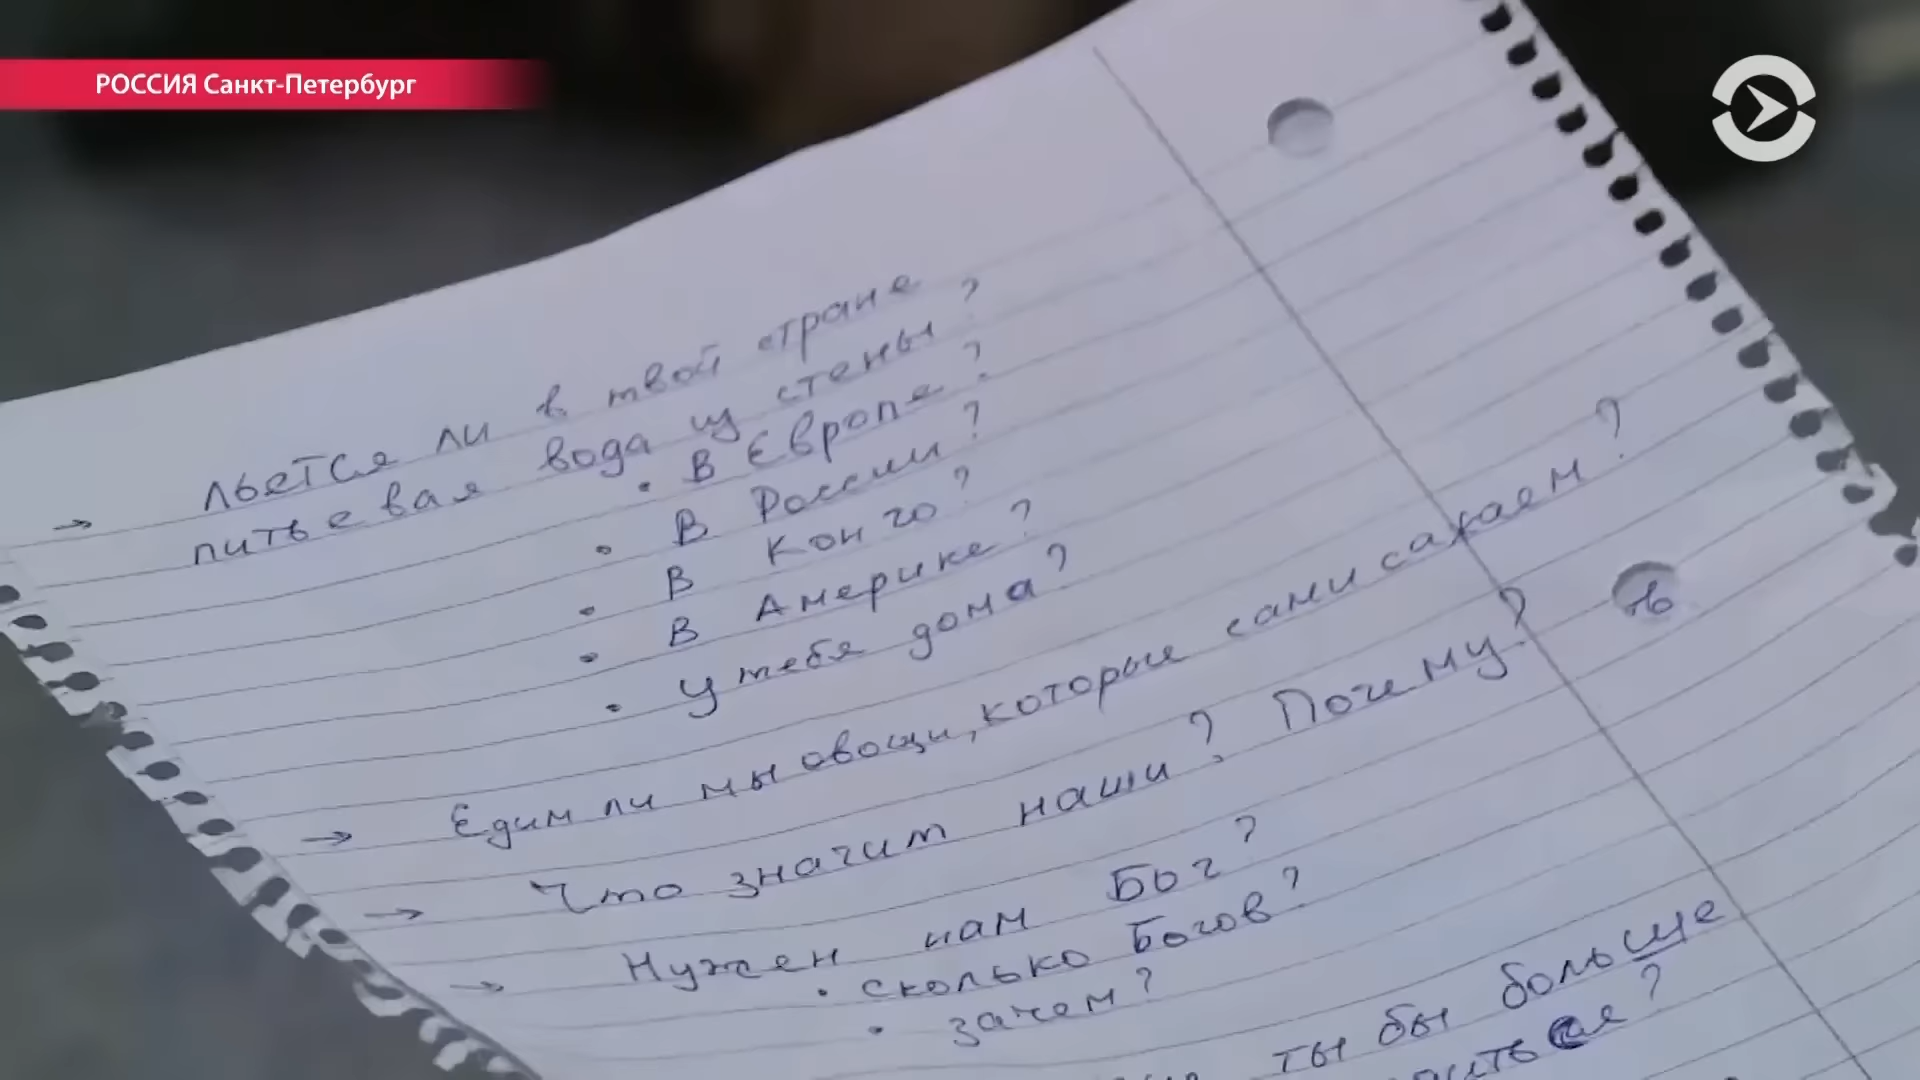 РОССИЯ Санкт-Петербург
→ Льётся ли в твой стране
питьевая вода из стены?
• В Европе?
• В России?
• В Конго?
• В Америке?
• У тебя дома?
→ Едим ли мы овощи, которые сами сажаем?
→ Что значит наши? Почему?
→ Нужен нам Бог?
• сколько Богов?
• зачем?
ты бы больше